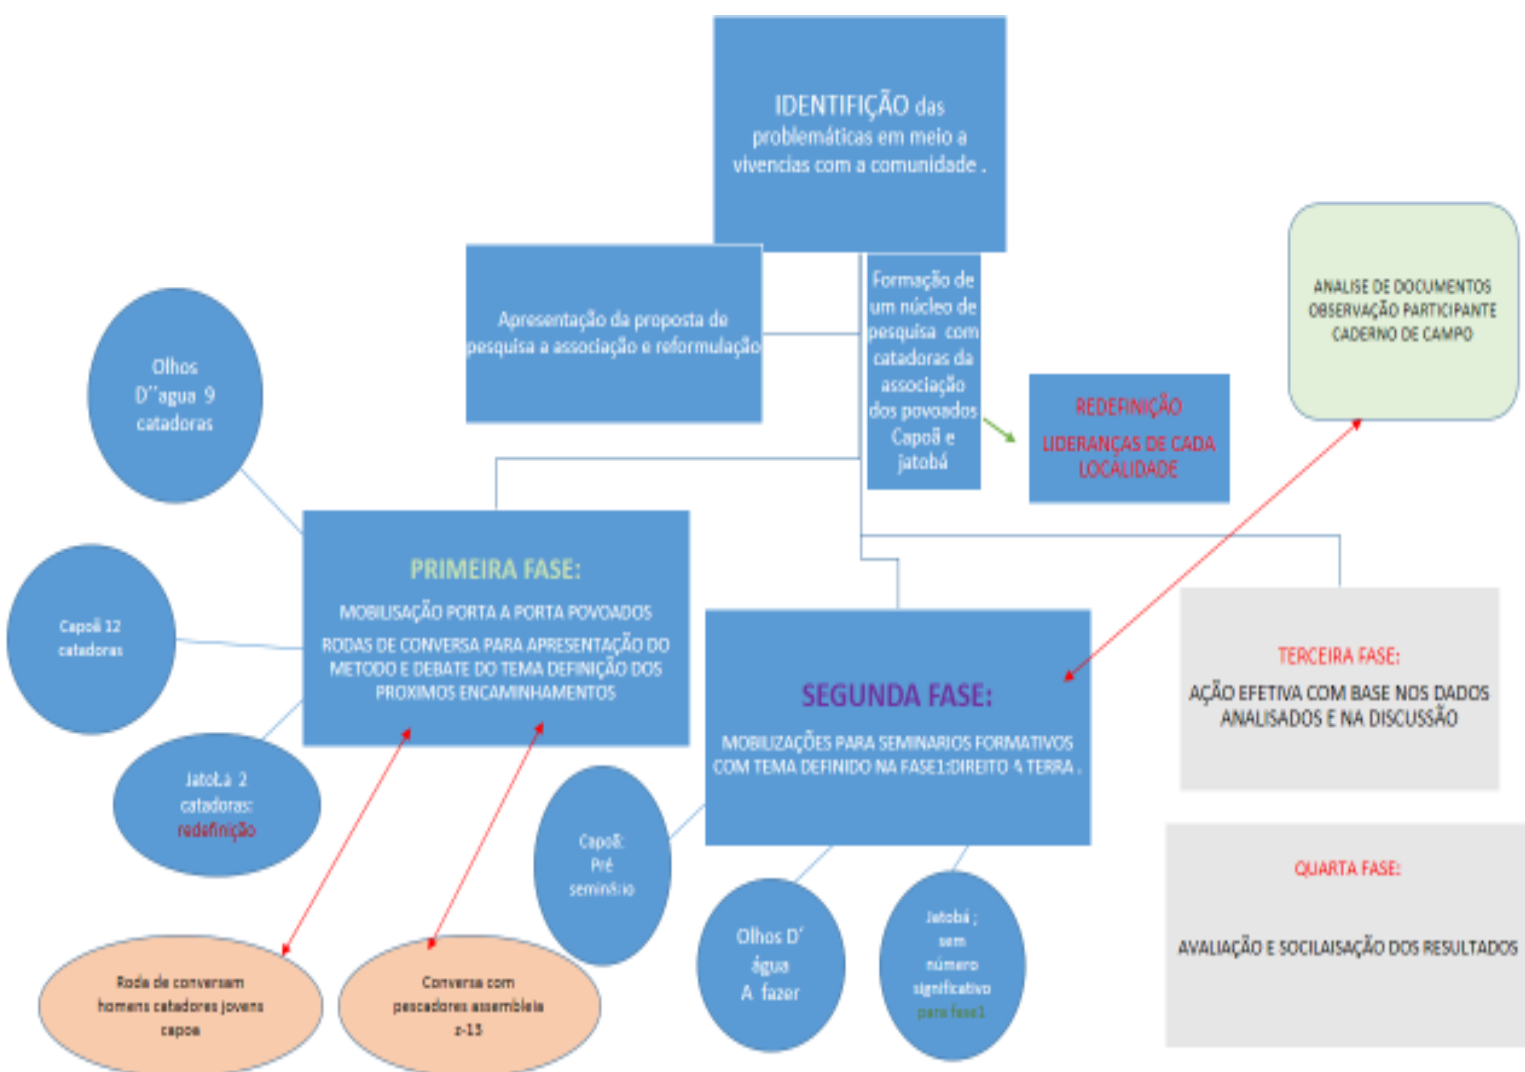 IDENTIFIÇÃO das
problemáticas em meio a
vivencias com a comunidade .
Apresentação da proposta de
pesquisa a associação e reformulação
Formação de
um núcleo de
pesquisa com
catadoras da
associação
dos povoados
Capoã e
jatobá
REDEFINIÇÃO
LIDERANÇAS DE CADA
LOCALIDADE
ANALISE DE DOCUMENTOS
OBSERVAÇÃO PARTICIPANTE
CADERNO DE CAMPO
Olhos
D´´agua 9
catadoras
Capoã 12
catadoras
2
catadoras:
redefinição
PRIMEIRA FASE:
MOBILISAÇÃO PORTA A PORTA POVOADOS
RODAS DE CONVERSA PARA APRESENTAÇÃO DO
METODO E DEBATE DO TEMA DEFINIÇÃO DOS
PROXIMOS ENCAMINHAMENTOS
Roda de conversam
homens catadores jovens
capoa
Conversa com
pescadores assembleia
z-13
SEGUNDA FASE:
MOBILIZAÇÕES PARA SEMINARIOS FORMATIVOS
COM TEMA DEFINIDO NA FASE1:DIREITO TERRA .
Capoã:
Pré
seminário
Olhos D´
água
A fazer
Jatobá ;
sem
número
significativo
para fase1
TERCEIRA FASE:
AÇÃO EFETIVA COM BASE NOS DADOS
ANALISADOS E NA DISCUSSÃO
QUARTA FASE:
AVALIAÇÃO E SOCILAISAÇÃO DOS RESULTADOS